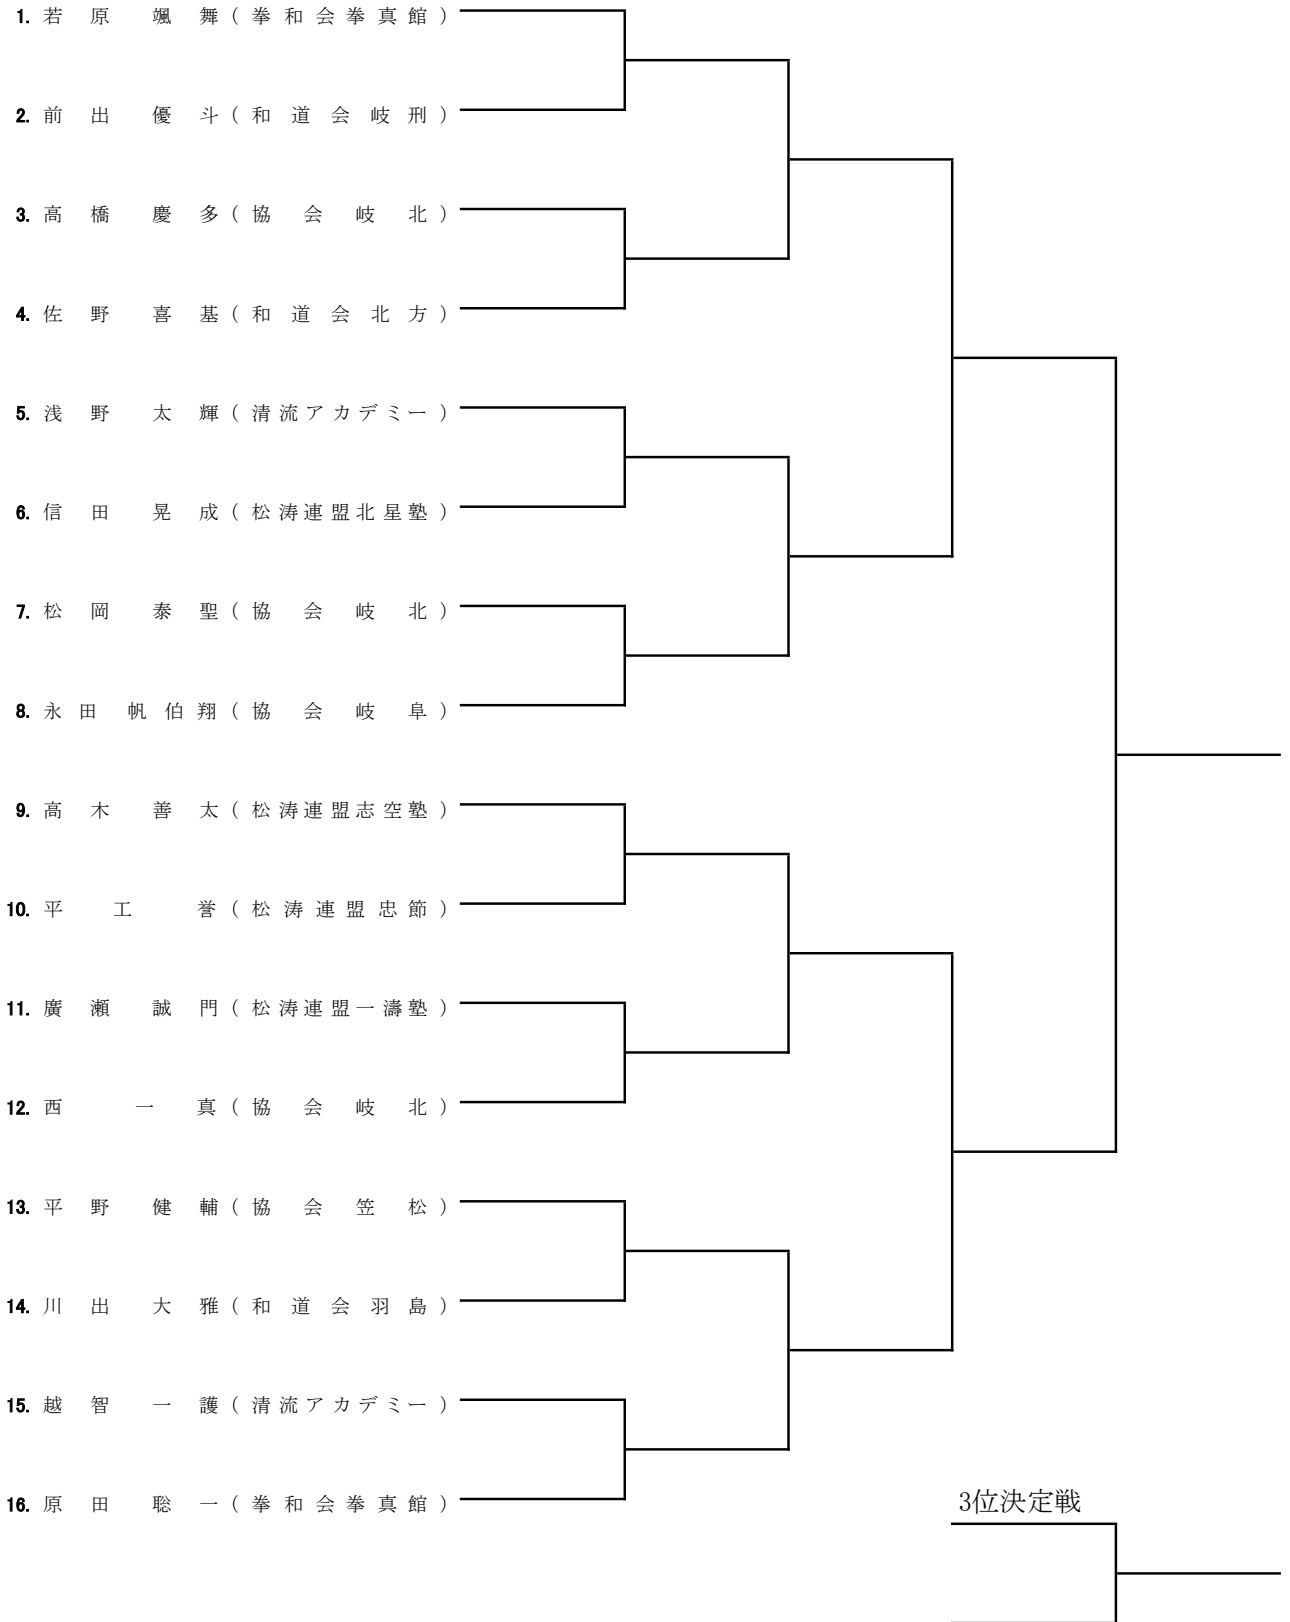 1. 若原 颯舞（拳和会拳真館）
2. 前出 優斗（和道会岐刑）
3. 高橋 慶多（協会岐北）
4. 佐野 喜基（和道会北方）
5. 浅野 太輝（清流アカデミー）
6. 信田 晃成（松涛連盟北星塾）
7. 松岡 泰聖（協会岐北）
8. 永田 帆伯翔（協会岐阜）
9. 高木 善太（松涛連盟志空塾）
10. 平工 誉（松涛連盟忠節）
11. 廣瀬 誠門（松涛連盟一濤塾）
12. 西 一真（協会岐北）
13. 平野 健輔（協会笠松）
14. 川出 大雅（和道会羽島）
15. 越智 一護（清流アカデミー）
16. 原田 聡一（拳和会拳真館）
3位決定戦